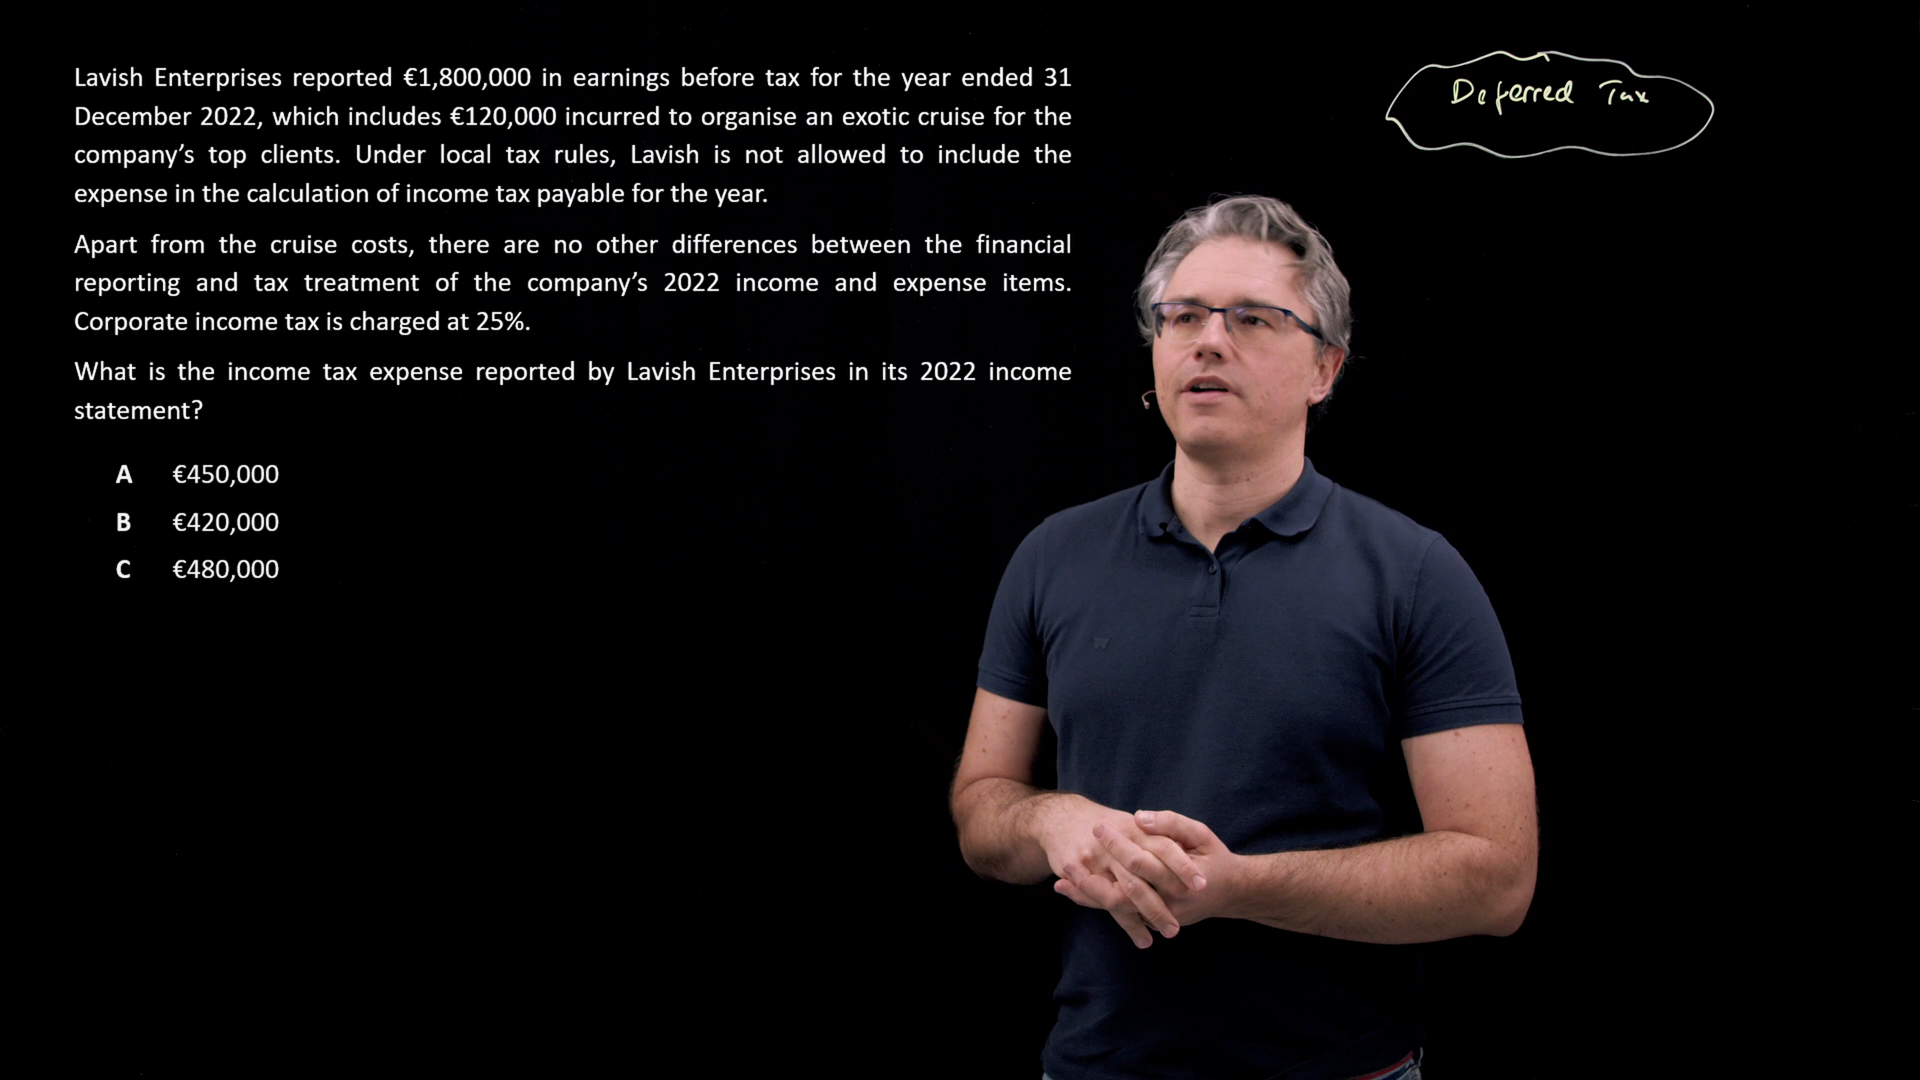 Lavish Enterprises reported €1,800,000 in earnings before tax for the year ended 31
December 2022, which includes €120,000 incurred to organise an exotic cruise for the
company’s top clients. Under local tax rules, Lavish is not allowed to include the
expense in the calculation of income tax payable for the year.
Apart from the cruise costs, there are no other differences between the financial
reporting and tax treatment of the company’s 2022 income and expense items.
Corporate income tax is charged at 25%.
What is the income tax expense reported by Lavish Enterprises in its 2022 income
statement?
A €450,000
B €420,000
C €480,000
Deferred Tax